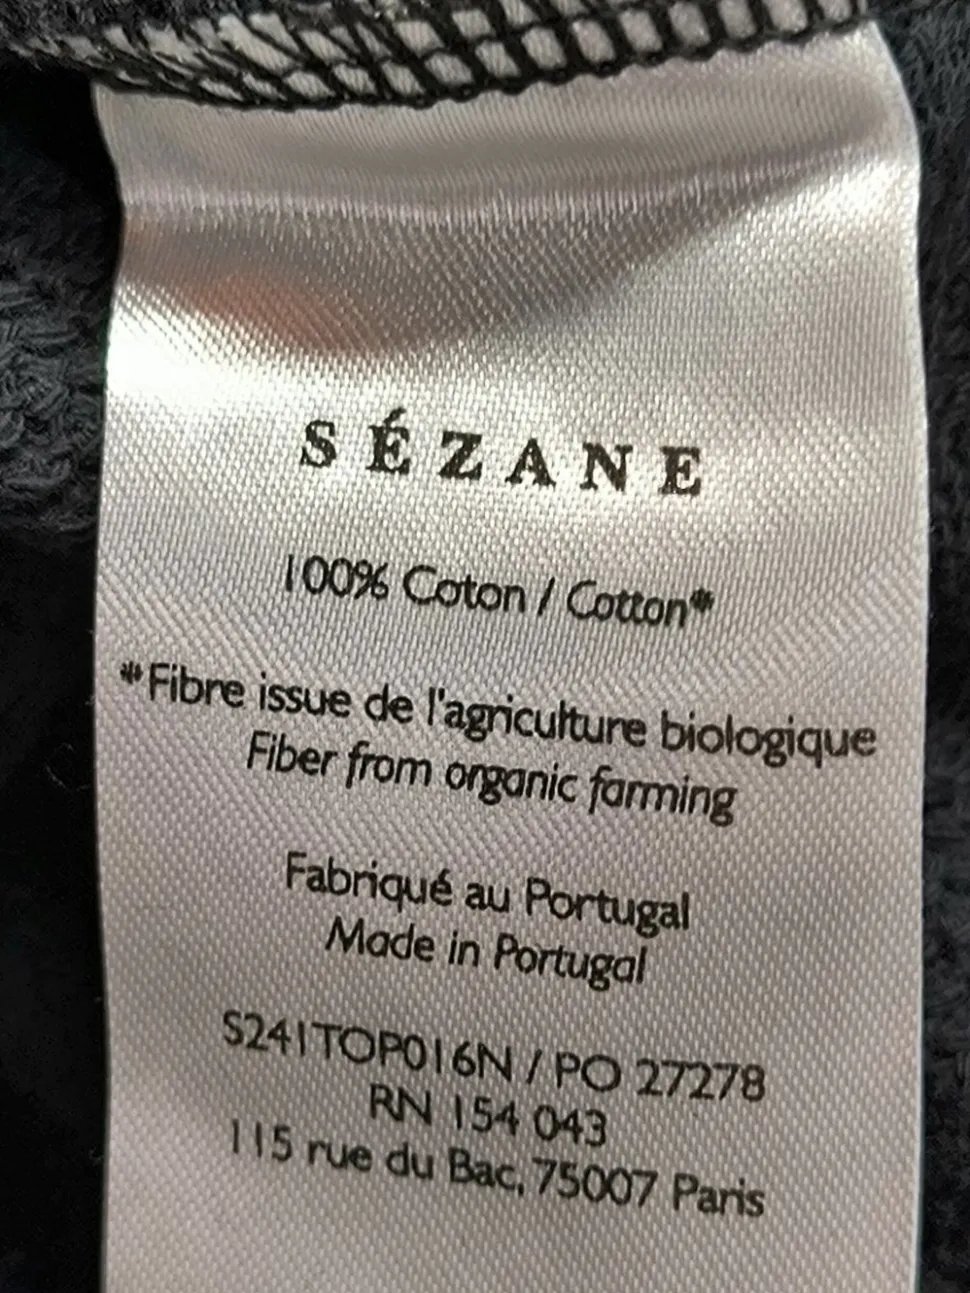 SÉZANE
100% Coton / Cotton*
*Fibre issue de l'agriculture biologique
Fiber from organic farming
Fabriqué au Portugal
Made in Portugal
S241TOP016N / PO 27278
RN 154 043
115 rue du Bac, 75007 Paris